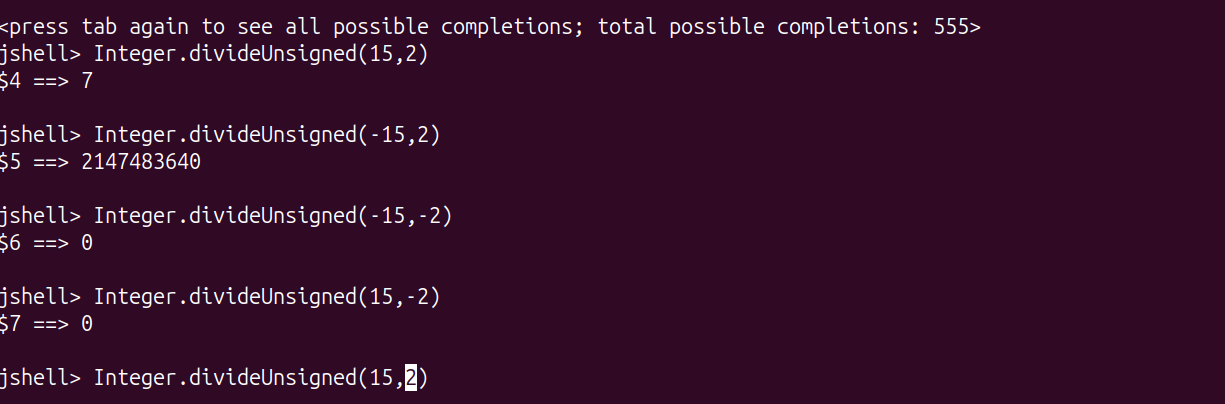 <press tab again to see all possible completions; total possible completions: 555>
jshell> Integer.divideUnsigned(15,2)
$4 ==> 7
jshell> Integer.divideUnsigned(-15,2)
$5 ==> 2147483640
jshell> Integer.divideUnsigned(-15,-2)
$6 ==> 0
jshell> Integer.divideUnsigned(15,-2)
$7 ==> 0
jshell> Integer.divideUnsigned(15,2)